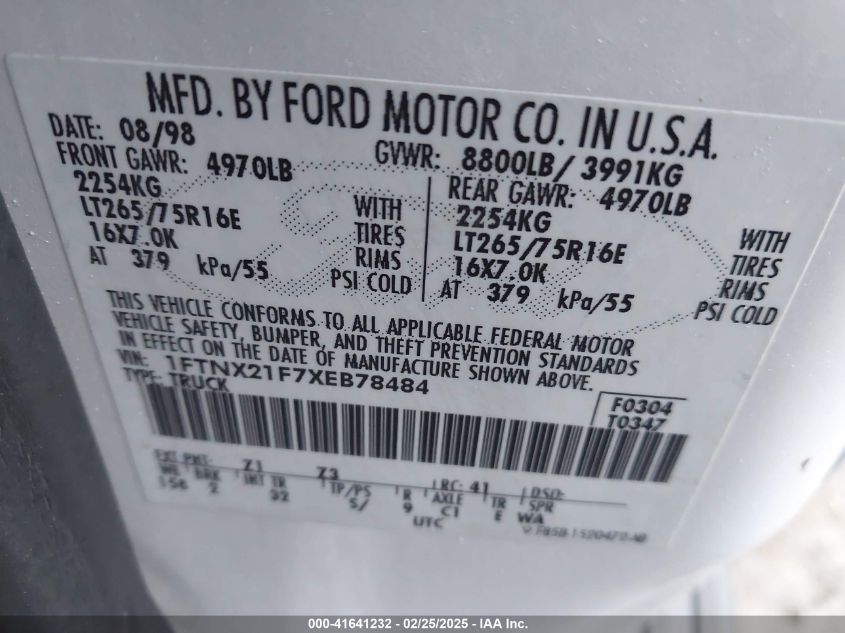 MFD. BY FORD MOTOR CO. IN U.S.A.
DATE: 08/98 GVWR: 8800LB/ 3991KG
FRONT GAWR: 4970LB REAR GAWR: 4970LB
2254KG WITH 2254KG WITH
LT265/75R16E TIRES LT265/75R16E TIRES
16X7.0K RIMS 16X7.0K RIMS
AT 379 kPa/55 PSI COLD AT 379 kPa/55 PSI COLD
THIS VEHICLE CONFORMS TO ALL APPLICABLE FEDERAL MOTOR
VEHICLE SAFETY, BUMPER, AND THEFT PREVENTION STANDARDS
IN EFFECT ON THE DATE OF MANUFACTURE SHOWN ABOVE.
VIN: 1FTNX21F7XEB78484
TYPE: TRUCK
F0304
T0347
EXT PNT: Z1 Z3 RC: 41 DSO:
WB BRK INT TR TP/PS R AXLE TR SPR
158 2 32 5/ 9 C1 E WA
UTC
000-41641232 - 02/25/2025 - IAA Inc.